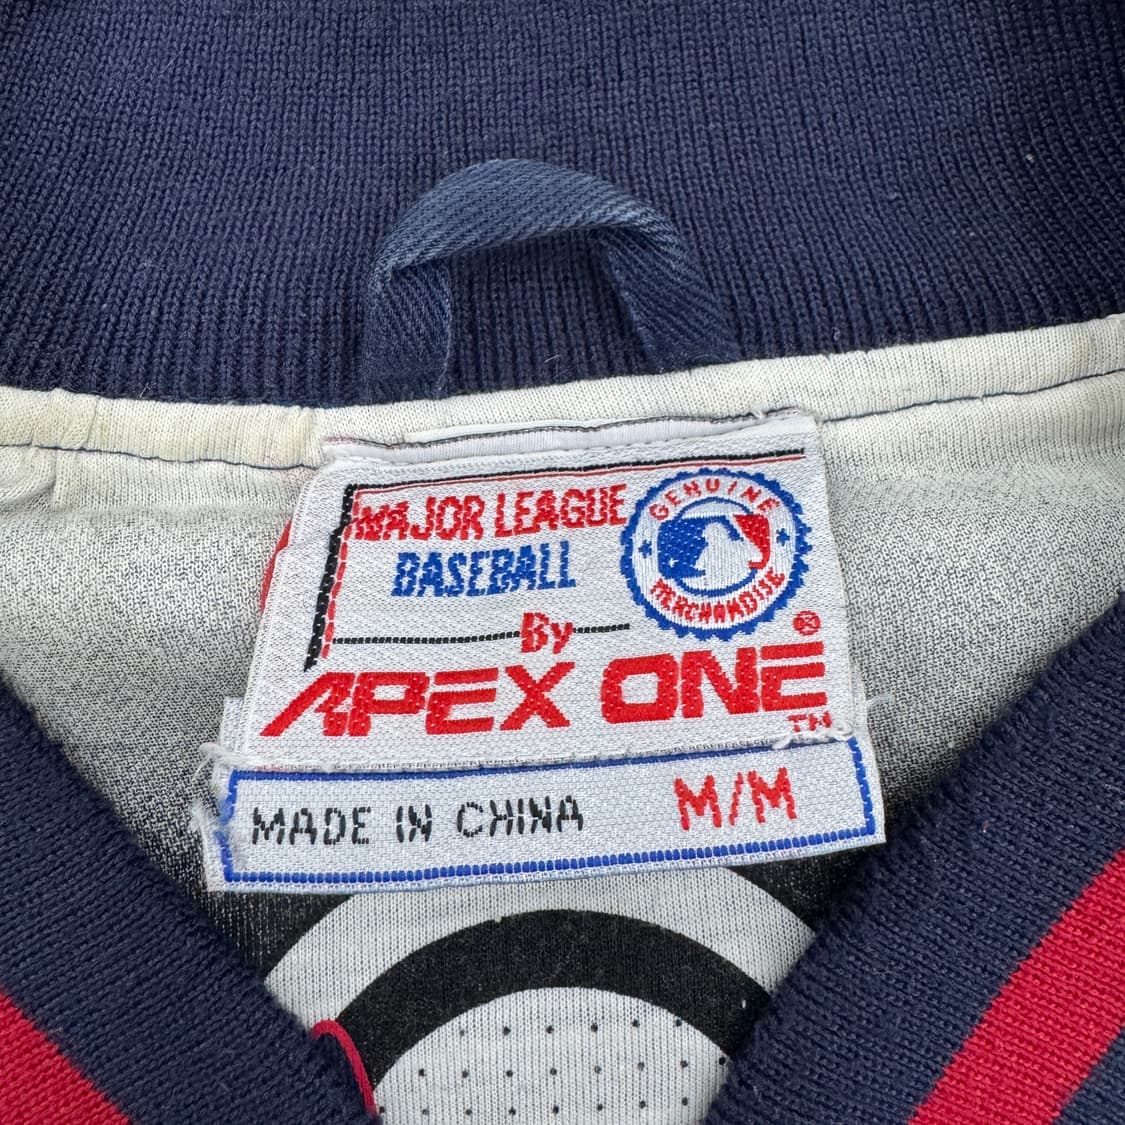 MAJOR LEAGUE
BASEBALL
GENUINE
MERCHANDISE
By
®
APEX ONE
TM
MADE IN CHINA M/M